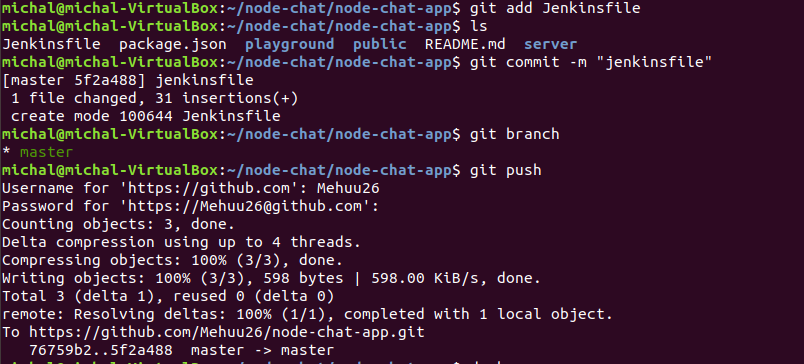 michal@michal-VirtualBox:~/node-chat/node-chat-app$ git add Jenkinsfile
michal@michal-VirtualBox:~/node-chat/node-chat-app$ ls
Jenkinsfile  package.json  playground  public  README.md  server
michal@michal-VirtualBox:~/node-chat/node-chat-app$ git commit -m "jenkinsfile"
[master 5f2a488] jenkinsfile
 1 file changed, 31 insertions(+)
 create mode 100644 Jenkinsfile
michal@michal-VirtualBox:~/node-chat/node-chat-app$ git branch
* master
michal@michal-VirtualBox:~/node-chat/node-chat-app$ git push
Username for 'https://github.com': Mehuu26
Password for 'https://Mehuu26@github.com':
Counting objects: 3, done.
Delta compression using up to 4 threads.
Compressing objects: 100% (3/3), done.
Writing objects: 100% (3/3), 598 bytes | 598.00 KiB/s, done.
Total 3 (delta 1), reused 0 (delta 0)
remote: Resolving deltas: 100% (1/1), completed with 1 local object.
To https://github.com/Mehuu26/node-chat-app.git
   76759b2..5f2a488  master -> master